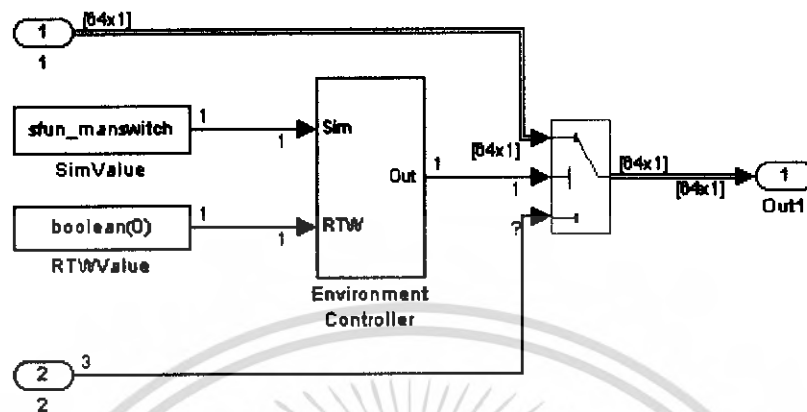 [64x1]
1
1
sfun_manswitch
1
1
SimValue
Sim
Out
1
[64x1]
1
[64x1]
[64x1]
1
Out1
boolean(0)
1
1
RTWValue
RTW
?
Environment
Controller
2
3
2